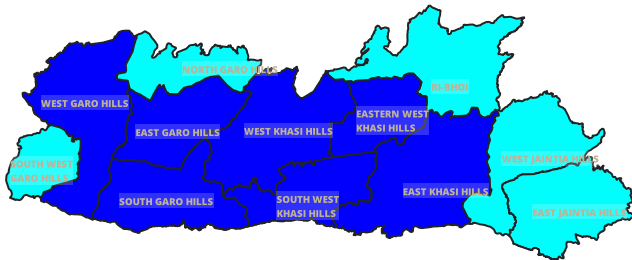 NORTH GARO HILLS
RI-BHOI
WEST GARO HILLS
EASTERN WEST
KHASI HILLS
EAST GARO HILLS
WEST KHASI HILLS
SOUTH WEST
GARO HILLS
WEST JAINTIA HILLS
EAST KHASI HILLS
SOUTH GARO HILLS
SOUTH WEST
KHASI HILLS
EAST JAINTIA HILLS